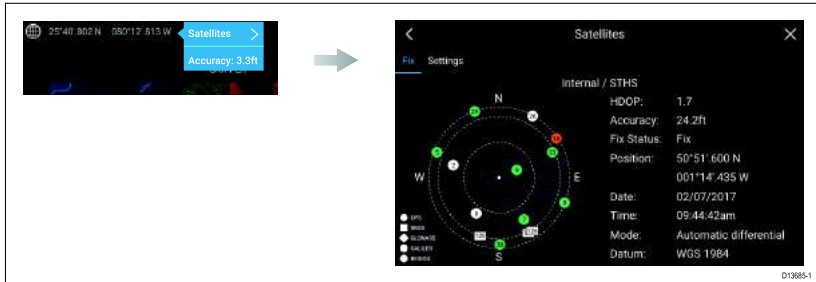 25°40'.802 N 080°12'.813 W
Satellites
Accuracy: 3.3ft
Satellites
Fix Settings
Internal / STHS
HDOP: 1.7
Accuracy: 24.2ft
Fix Status: Fix
Position: 50°51'.600 N
001°14'.435 W
Date: 02/07/2017
Time: 09:44:42am
Mode: Automatic differential
Datum: WGS 1984
N
W
E
S
GPS
GLONASS
GALILEO
D13685-1